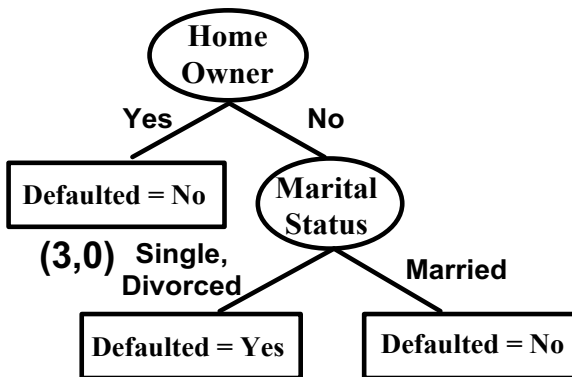 Home
Owner
Yes
No
Defaulted = No
Marital
Status
(3,0)
Single,
Divorced
Married
Defaulted = Yes
Defaulted = No